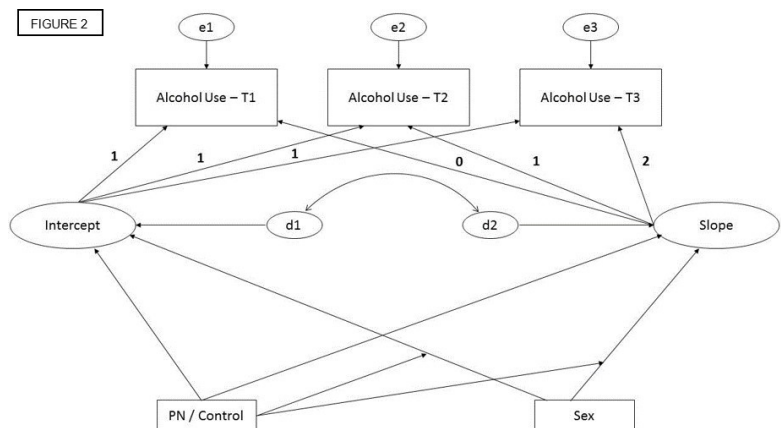 FIGURE 2
e1
e2
e3
Alcohol Use – T1
Alcohol Use – T2
Alcohol Use – T3
1
1
1
0
1
2
Intercept
d1
d2
Slope
PN / Control
Sex